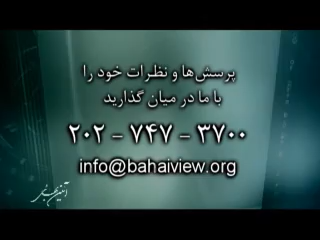 پرسش‌ها و نظرات خود را
با ما در میان گذارید
۲۰۲ - ۷۴۷ - ۳۷۰۰
info@bahaiview.org